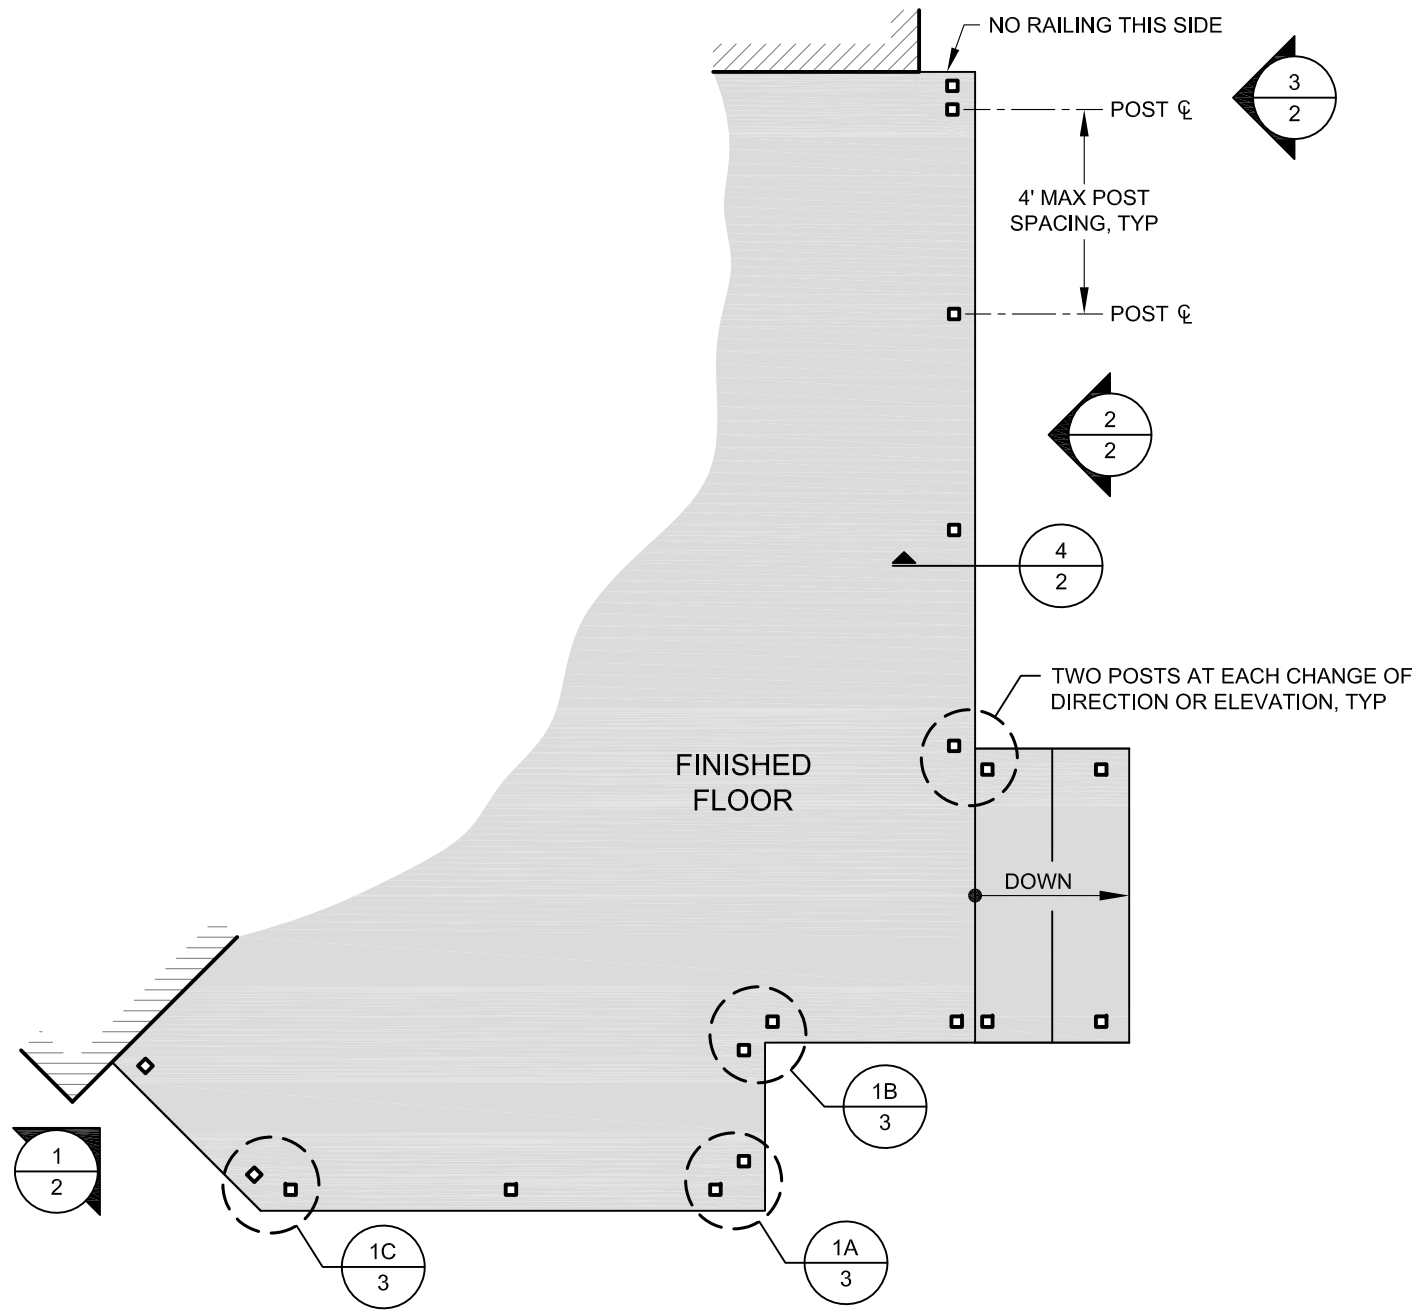 NO RAILING THIS SIDE
3
2
POST ℄
4' MAX POST
SPACING, TYP
POST ℄
2
2
4
2
TWO POSTS AT EACH CHANGE OF
DIRECTION OR ELEVATION, TYP
FINISHED
FLOOR
DOWN
1B
3
1
2
1C
3
1A
3